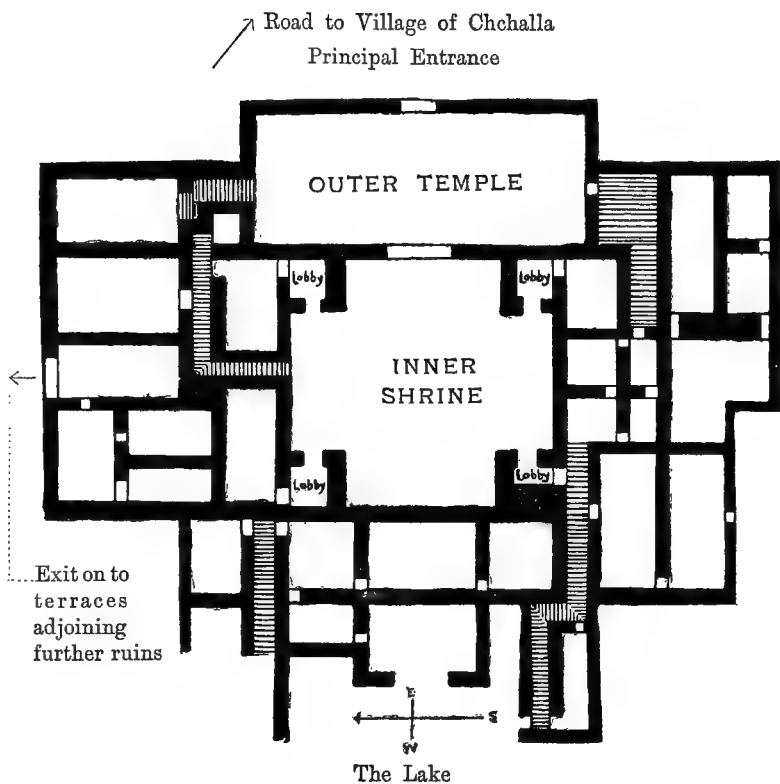 Road to Village of Chchalla
Principal Entrance
OUTER TEMPLE
Lobby
Lobby
INNER
SHRINE
Lobby
Lobby
Exit on to
terraces
adjoining
further ruins
E
S
W
The Lake